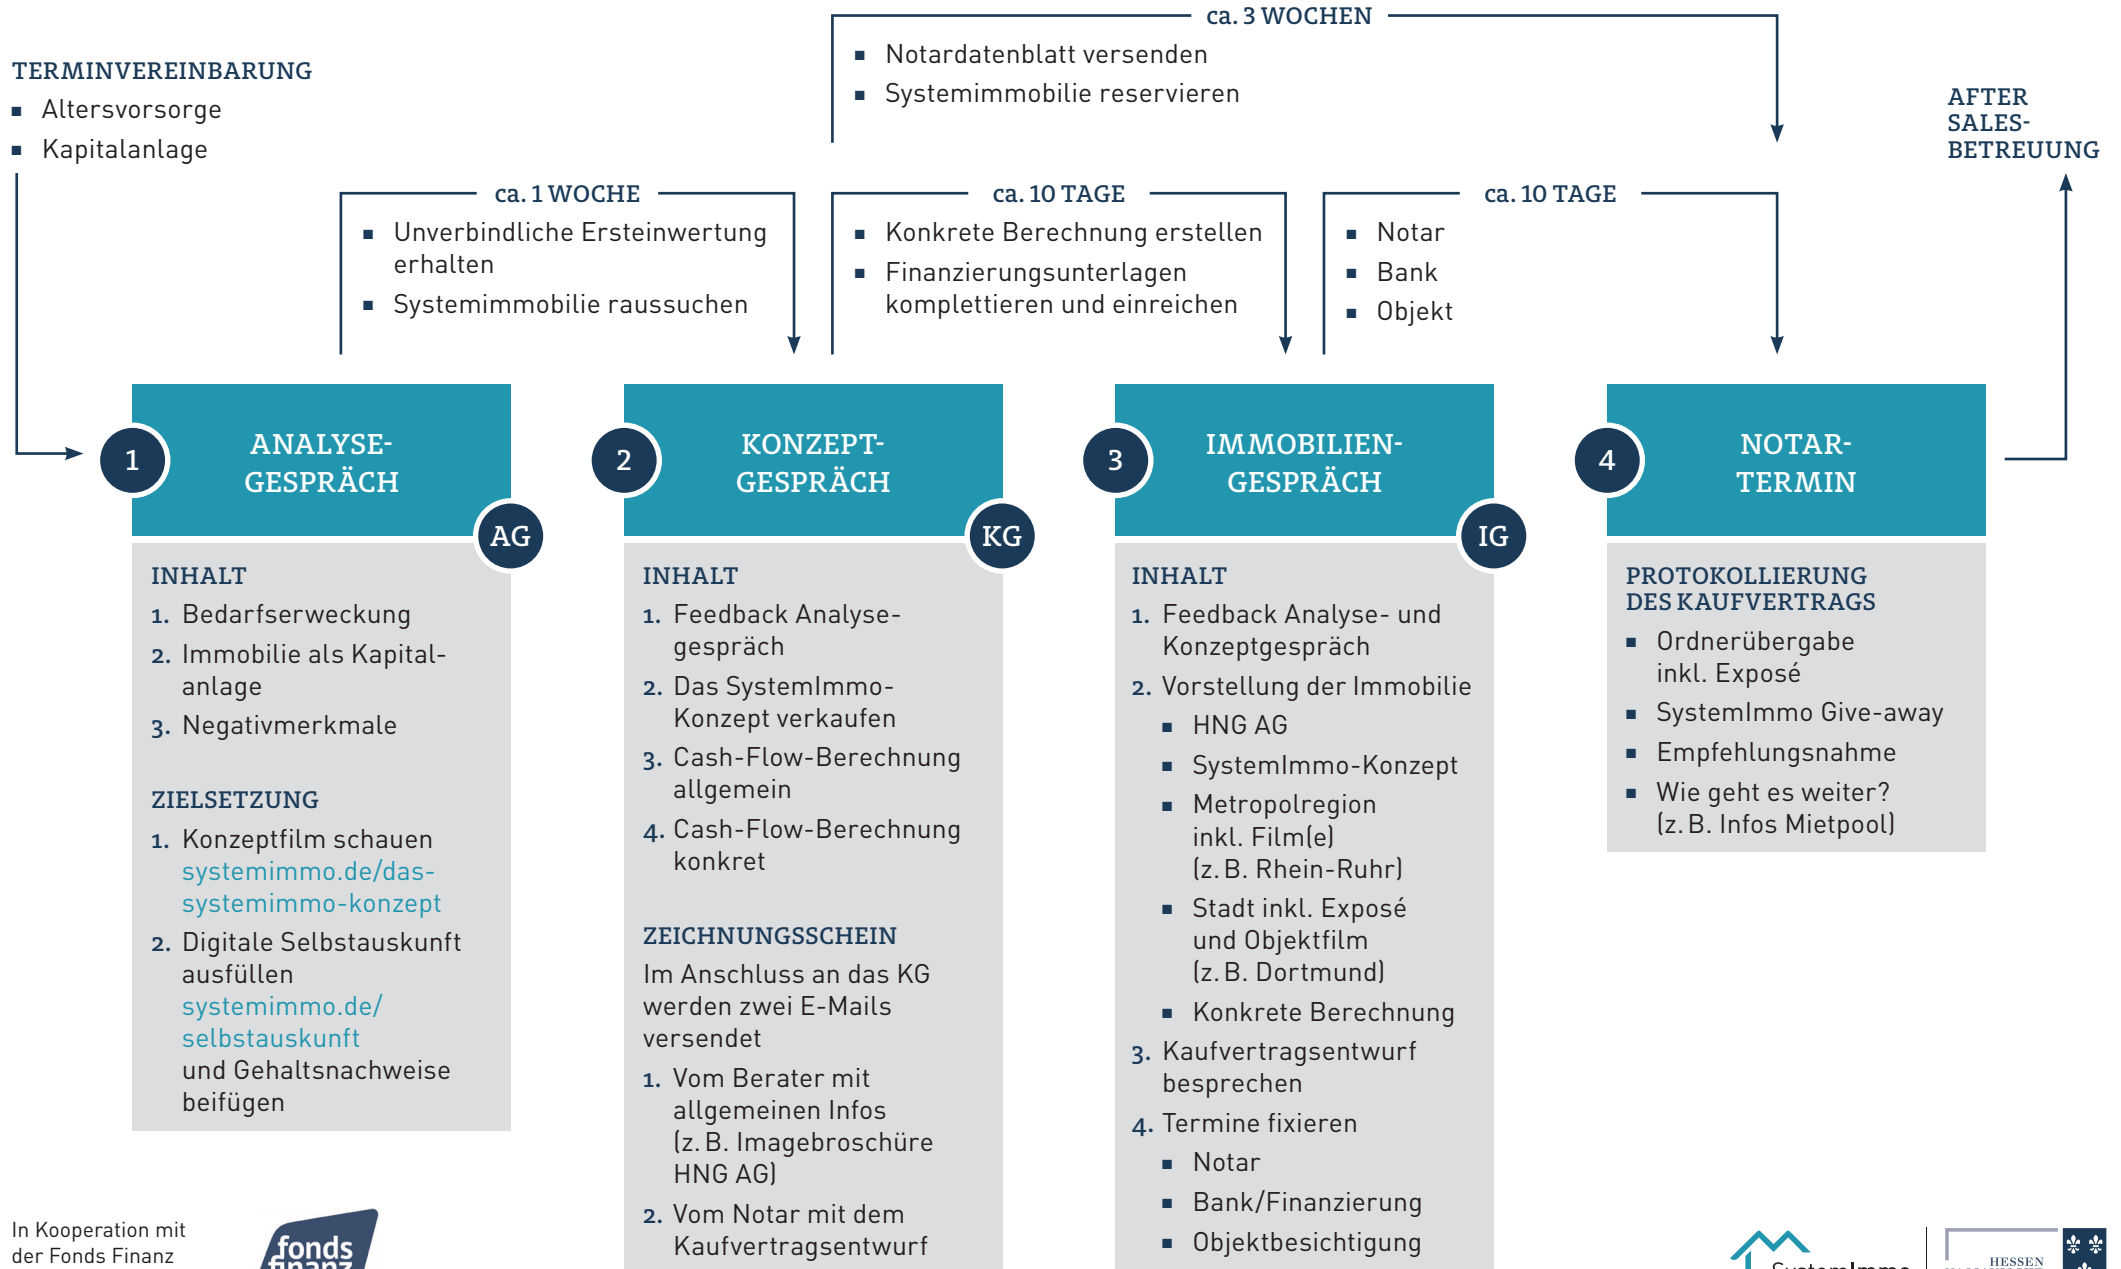 ca. 3 WOCHEN
▪ Notardatenblatt versenden
▪ Systemimmobilie reservieren
TERMINVEREINBARUNG
▪ Altersvorsorge
▪ Kapitalanlage
AFTER
SALES-
BETREUUNG
ca. 1 WOCHE
▪ Unverbindliche Ersteinwertung
erhalten
▪ Systemimmobilie raussuchen
ca. 10 TAGE
▪ Konkrete Berechnung erstellen
▪ Finanzierungsunterlagen
komplettieren und einreichen
ca. 10 TAGE
▪ Notar
▪ Bank
▪ Objekt
1
ANALYSE-
GESPRÄCH
AG
INHALT
1. Bedarfserweckung
2. Immobilie als Kapital-
anlage
3. Negativmerkmale
ZIELSETZUNG
1. Konzeptfilm schauen
systemimmo.de/das-
systemimmo-konzept
2. Digitale Selbstauskunft
ausfüllen
systemimmo.de/
selbstauskunft
und Gehaltsnachweise
beifügen
2
KONZEPT-
GESPRÄCH
KG
INHALT
1. Feedback Analyse-
gespräch
2. Das SystemImmo-
Konzept verkaufen
3. Cash-Flow-Berechnung
allgemein
4. Cash-Flow-Berechnung
konkret
ZEICHNUNGSSCHEIN
Im Anschluss an das KG
werden zwei E-Mails
versendet
1. Vom Berater mit
allgemeinen Infos
(z. B. Imagebroschüre
HNG AG)
2. Vom Notar mit dem
Kaufvertragsentwurf
3
IMMOBILIEN-
GESPRÄCH
IG
INHALT
1. Feedback Analyse- und
Konzeptgespräch
2. Vorstellung der Immobilie
▪ HNG AG
▪ SystemImmo-Konzept
▪ Metropolregion
inkl. Film(e)
(z. B. Rhein-Ruhr)
▪ Stadt inkl. Exposé
und Objektfilm
(z. B. Dortmund)
▪ Konkrete Berechnung
3. Kaufvertragsentwurf
besprechen
4. Termine fixieren
▪ Notar
▪ Bank/Finanzierung
▪ Objektbesichtigung
4
NOTAR-
TERMIN
PROTOKOLLIERUNG
DES KAUFVERTRAGS
▪ Ordnerübergabe
inkl. Exposé
▪ SystemImmo Give-away
▪ Empfehlungsnahme
▪ Wie geht es weiter?
(z. B. Infos Mietpool)
In Kooperation mit
der Fonds Finanz
fonds
finanz
SystemImmo
HESSEN